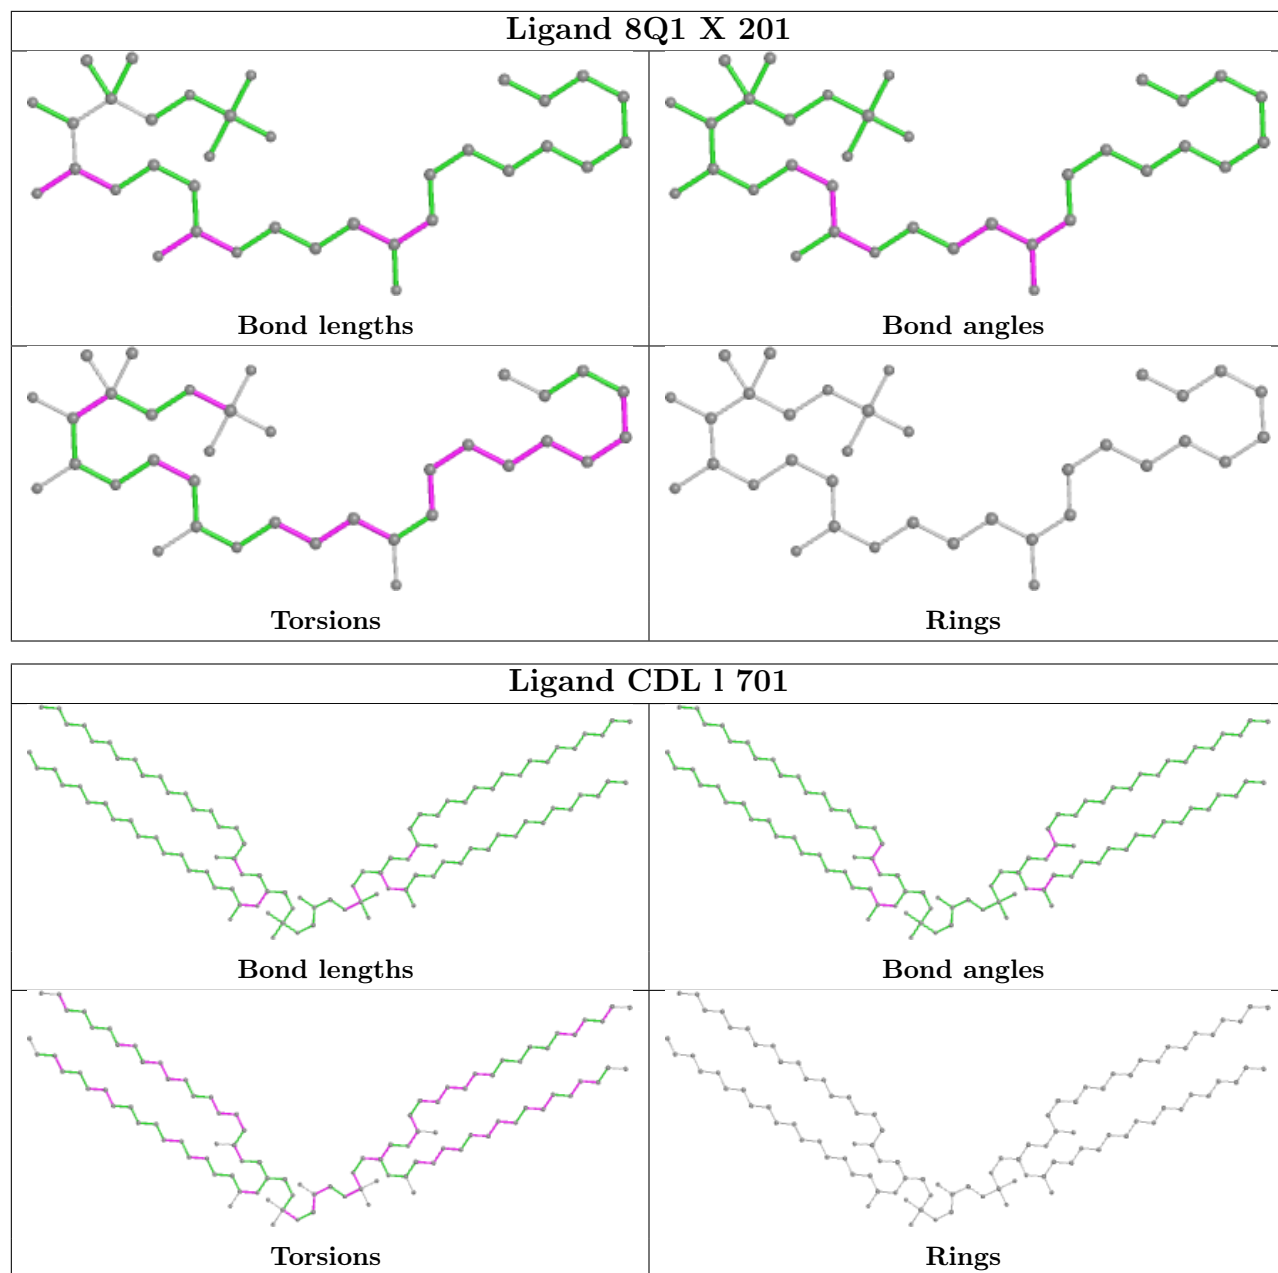 Ligand 8Q1 X 201
Bond lengths
Bond angles
Torsions
Rings
Ligand CDL l 701
Bond lengths
Bond angles
Torsions
Rings